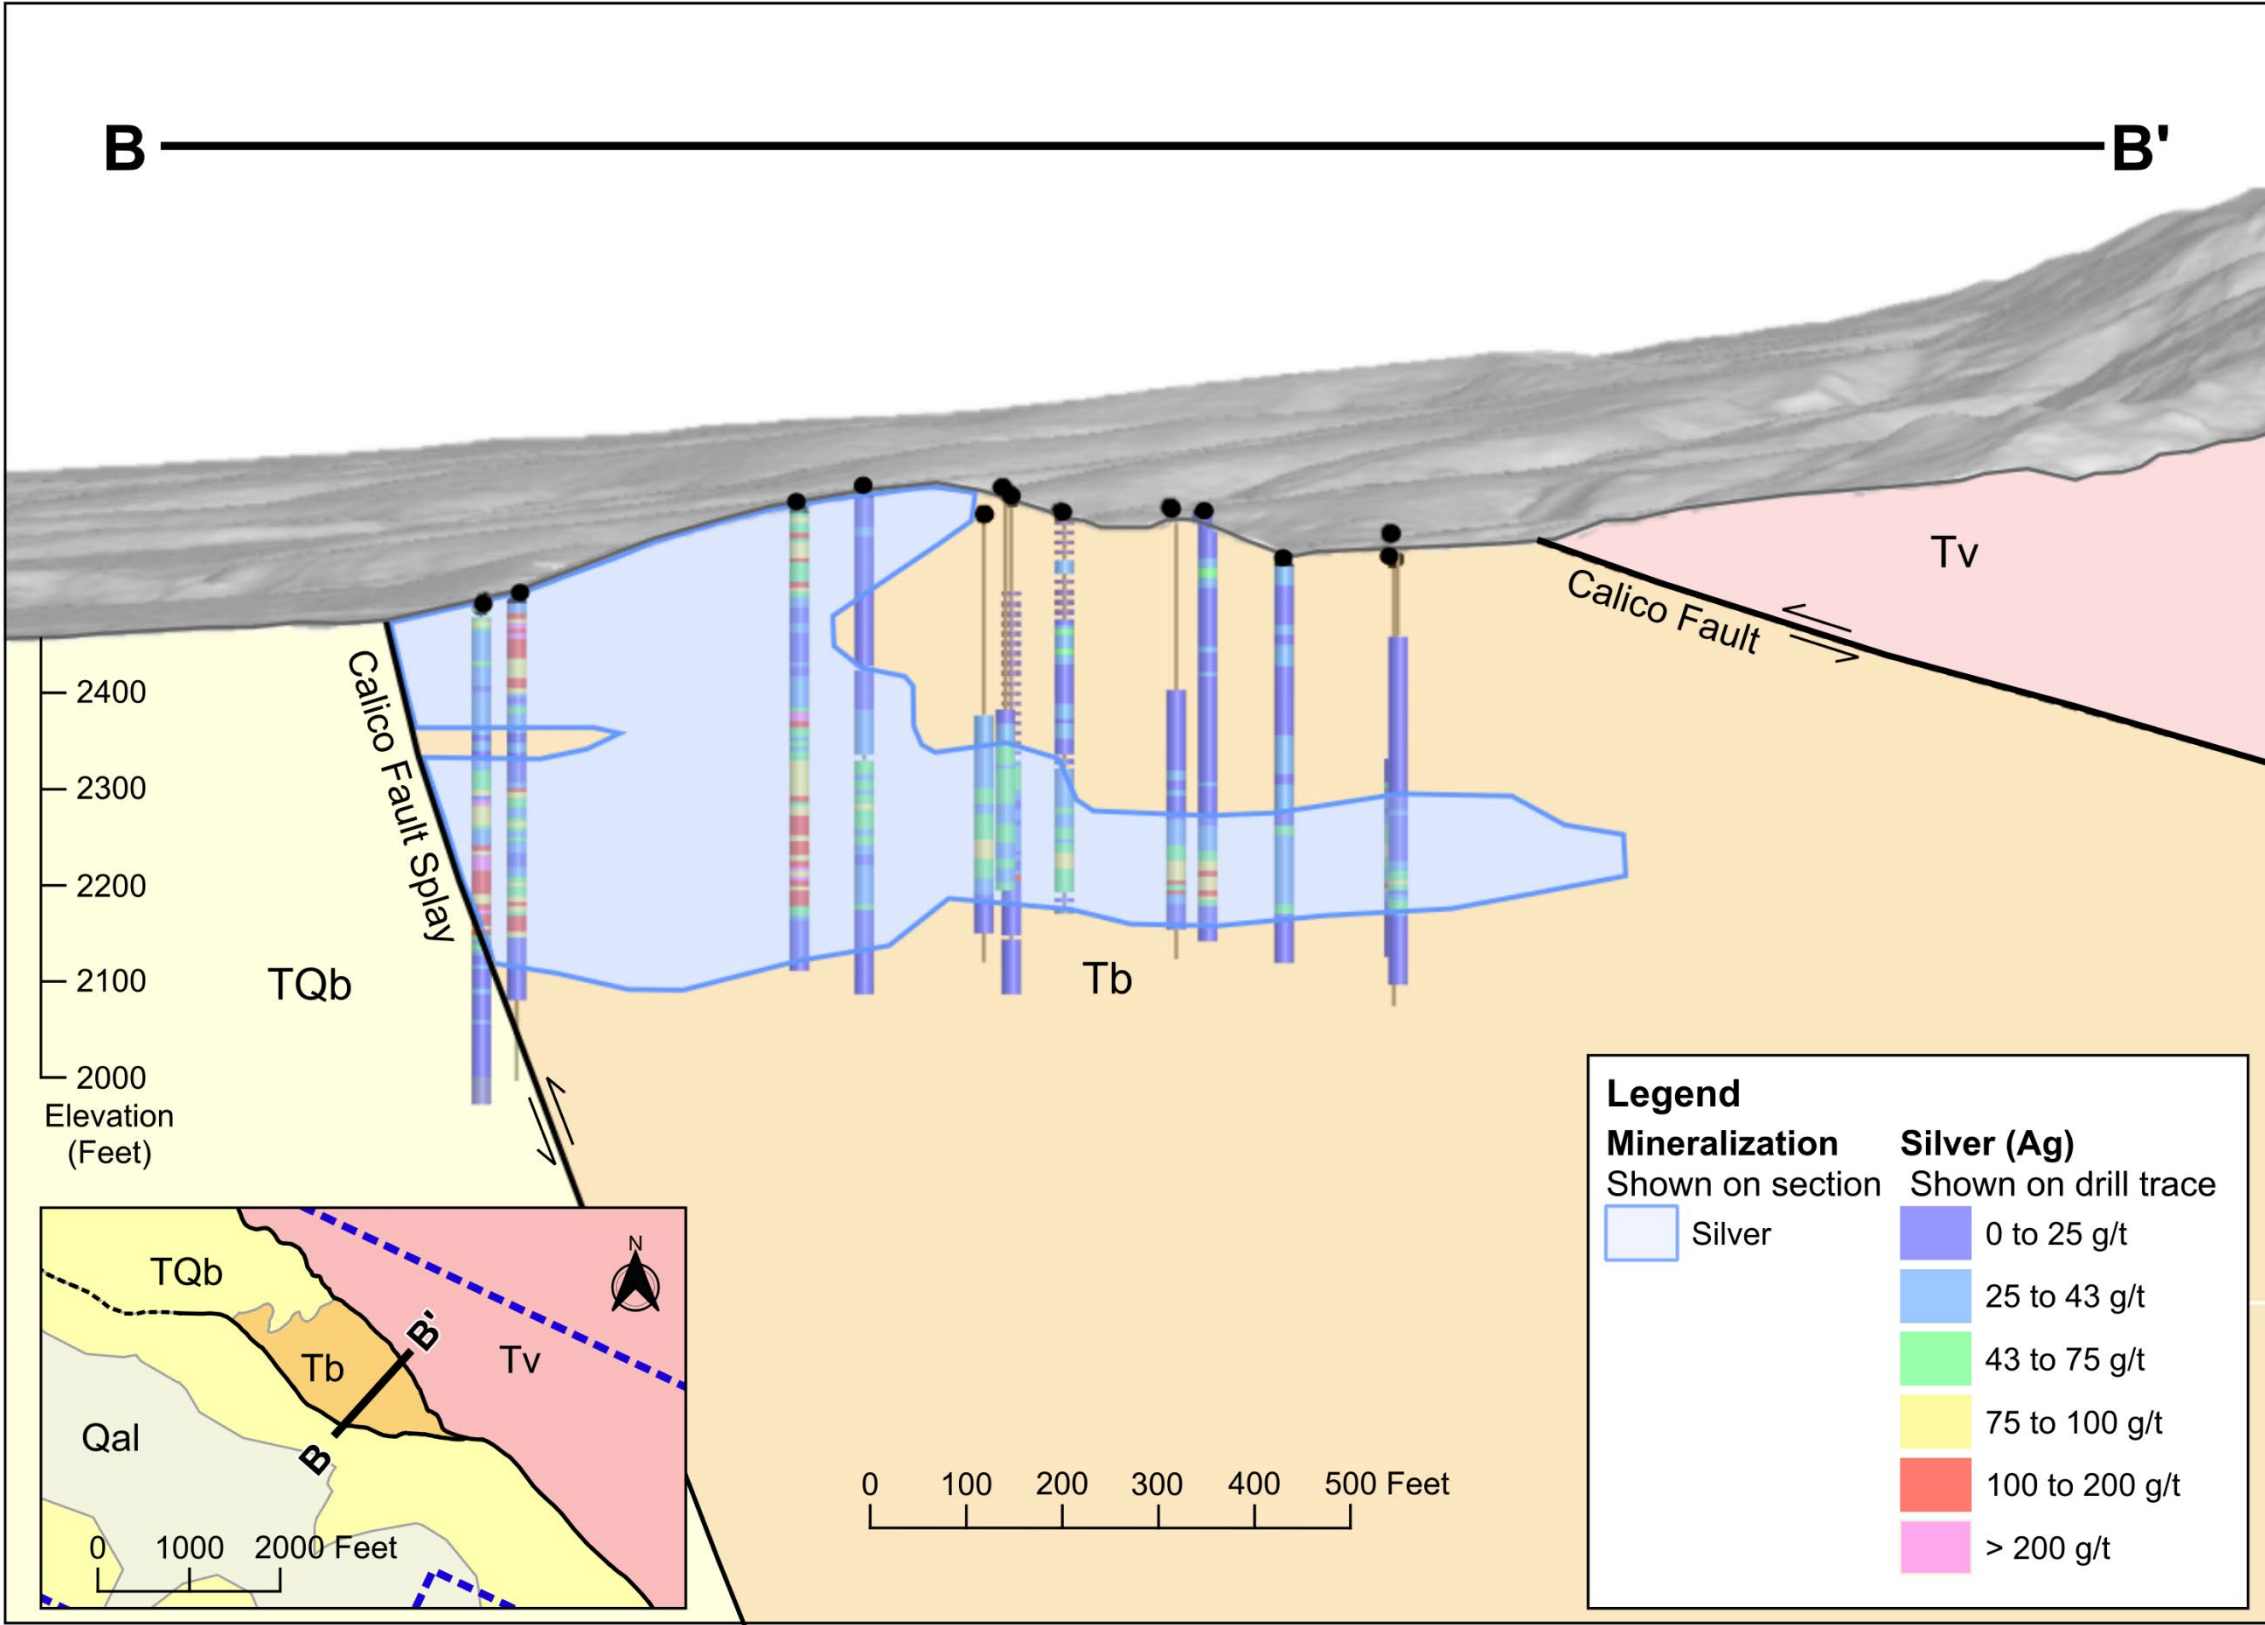 B
B'
Tv
Calico Fault
Calico Fault Splay
2400
2300
2200
2100
2000
Elevation
(Feet)
TQb
Tb
TQb
N
B'
Tb
Tv
Qal
B
0 1000 2000 Feet
0 100 200 300 400 500 Feet
Legend
Mineralization
Shown on section
Silver
Silver (Ag)
Shown on drill trace
0 to 25 g/t
25 to 43 g/t
43 to 75 g/t
75 to 100 g/t
100 to 200 g/t
> 200 g/t